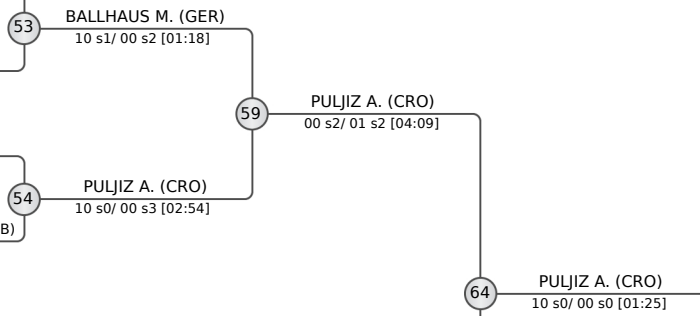 BALLHAUS M. (GER)
53
10 s1/ 00 s2 [01:18]
PULJIZ A. (CRO)
59
00 s2/ 01 s2 [04:09]
PULJIZ A. (CRO)
54
10 s0/ 00 s3 [02:54]
B)
PULJIZ A. (CRO)
64
10 s0/ 00 s0 [01:25]